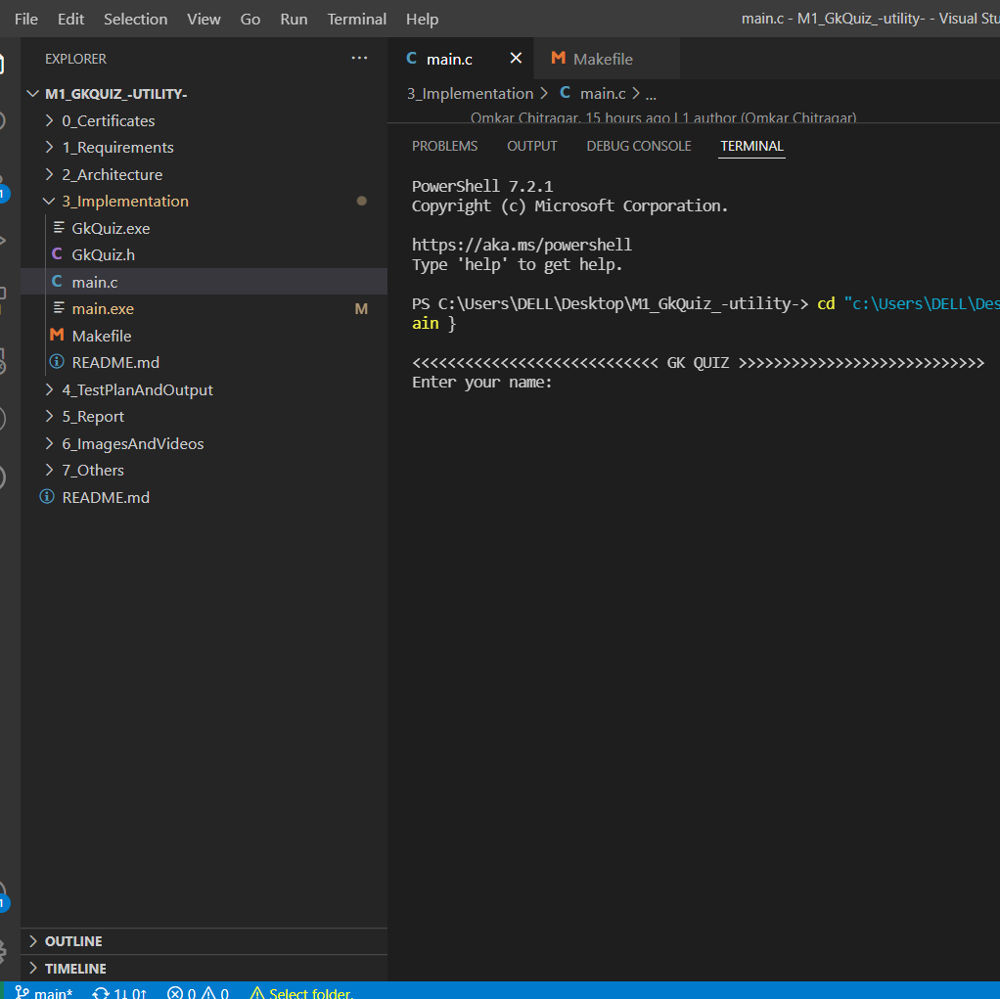 File Edit Selection View Go Run Terminal Help
main.c - M1_GkQuiz_-utility- - Visual Stu
EXPLORER
M1_GKQUIZ_-UTILITY-
0_Certificates
1_Requirements
2_Architecture
3_Implementation
GkQuiz.exe
C GkQuiz.h
C main.c
main.exe M
M Makefile
README.md
4_TestPlanAndOutput
5_Report
6_ImagesAndVideos
7_Others
README.md
OUTLINE
TIMELINE
C main.c
M Makefile
3_Implementation > C main.c > ...
Omkar Chitragar, 15 hours ago | 1 author (Omkar Chitragar)
PROBLEMS OUTPUT DEBUG CONSOLE TERMINAL
PowerShell 7.2.1
Copyright (c) Microsoft Corporation.
https://aka.ms/powershell
Type 'help' to get help.
PS C:\Users\DELL\Desktop\M1_GkQuiz_-utility-> cd "c:\Users\DELL\Des
ain }
<<<<<<<<<<<<<<<<<<<<<<<<<<<< GK QUIZ >>>>>>>>>>>>>>>>>>>>>>>>>>>>
Enter your name:
main* 1↓ 0↑ 0 0 Select folder.